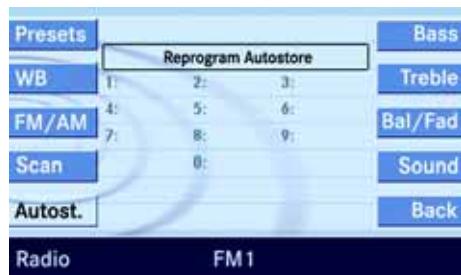 Presets
Bass
Reprogram Autostore
WB
1: 2: 3:
Treble
FM/AM
4: 5: 6:
Bal/Fad
7: 8: 9:
Scan
0:
Sound
Autost.
Back
Radio FM1